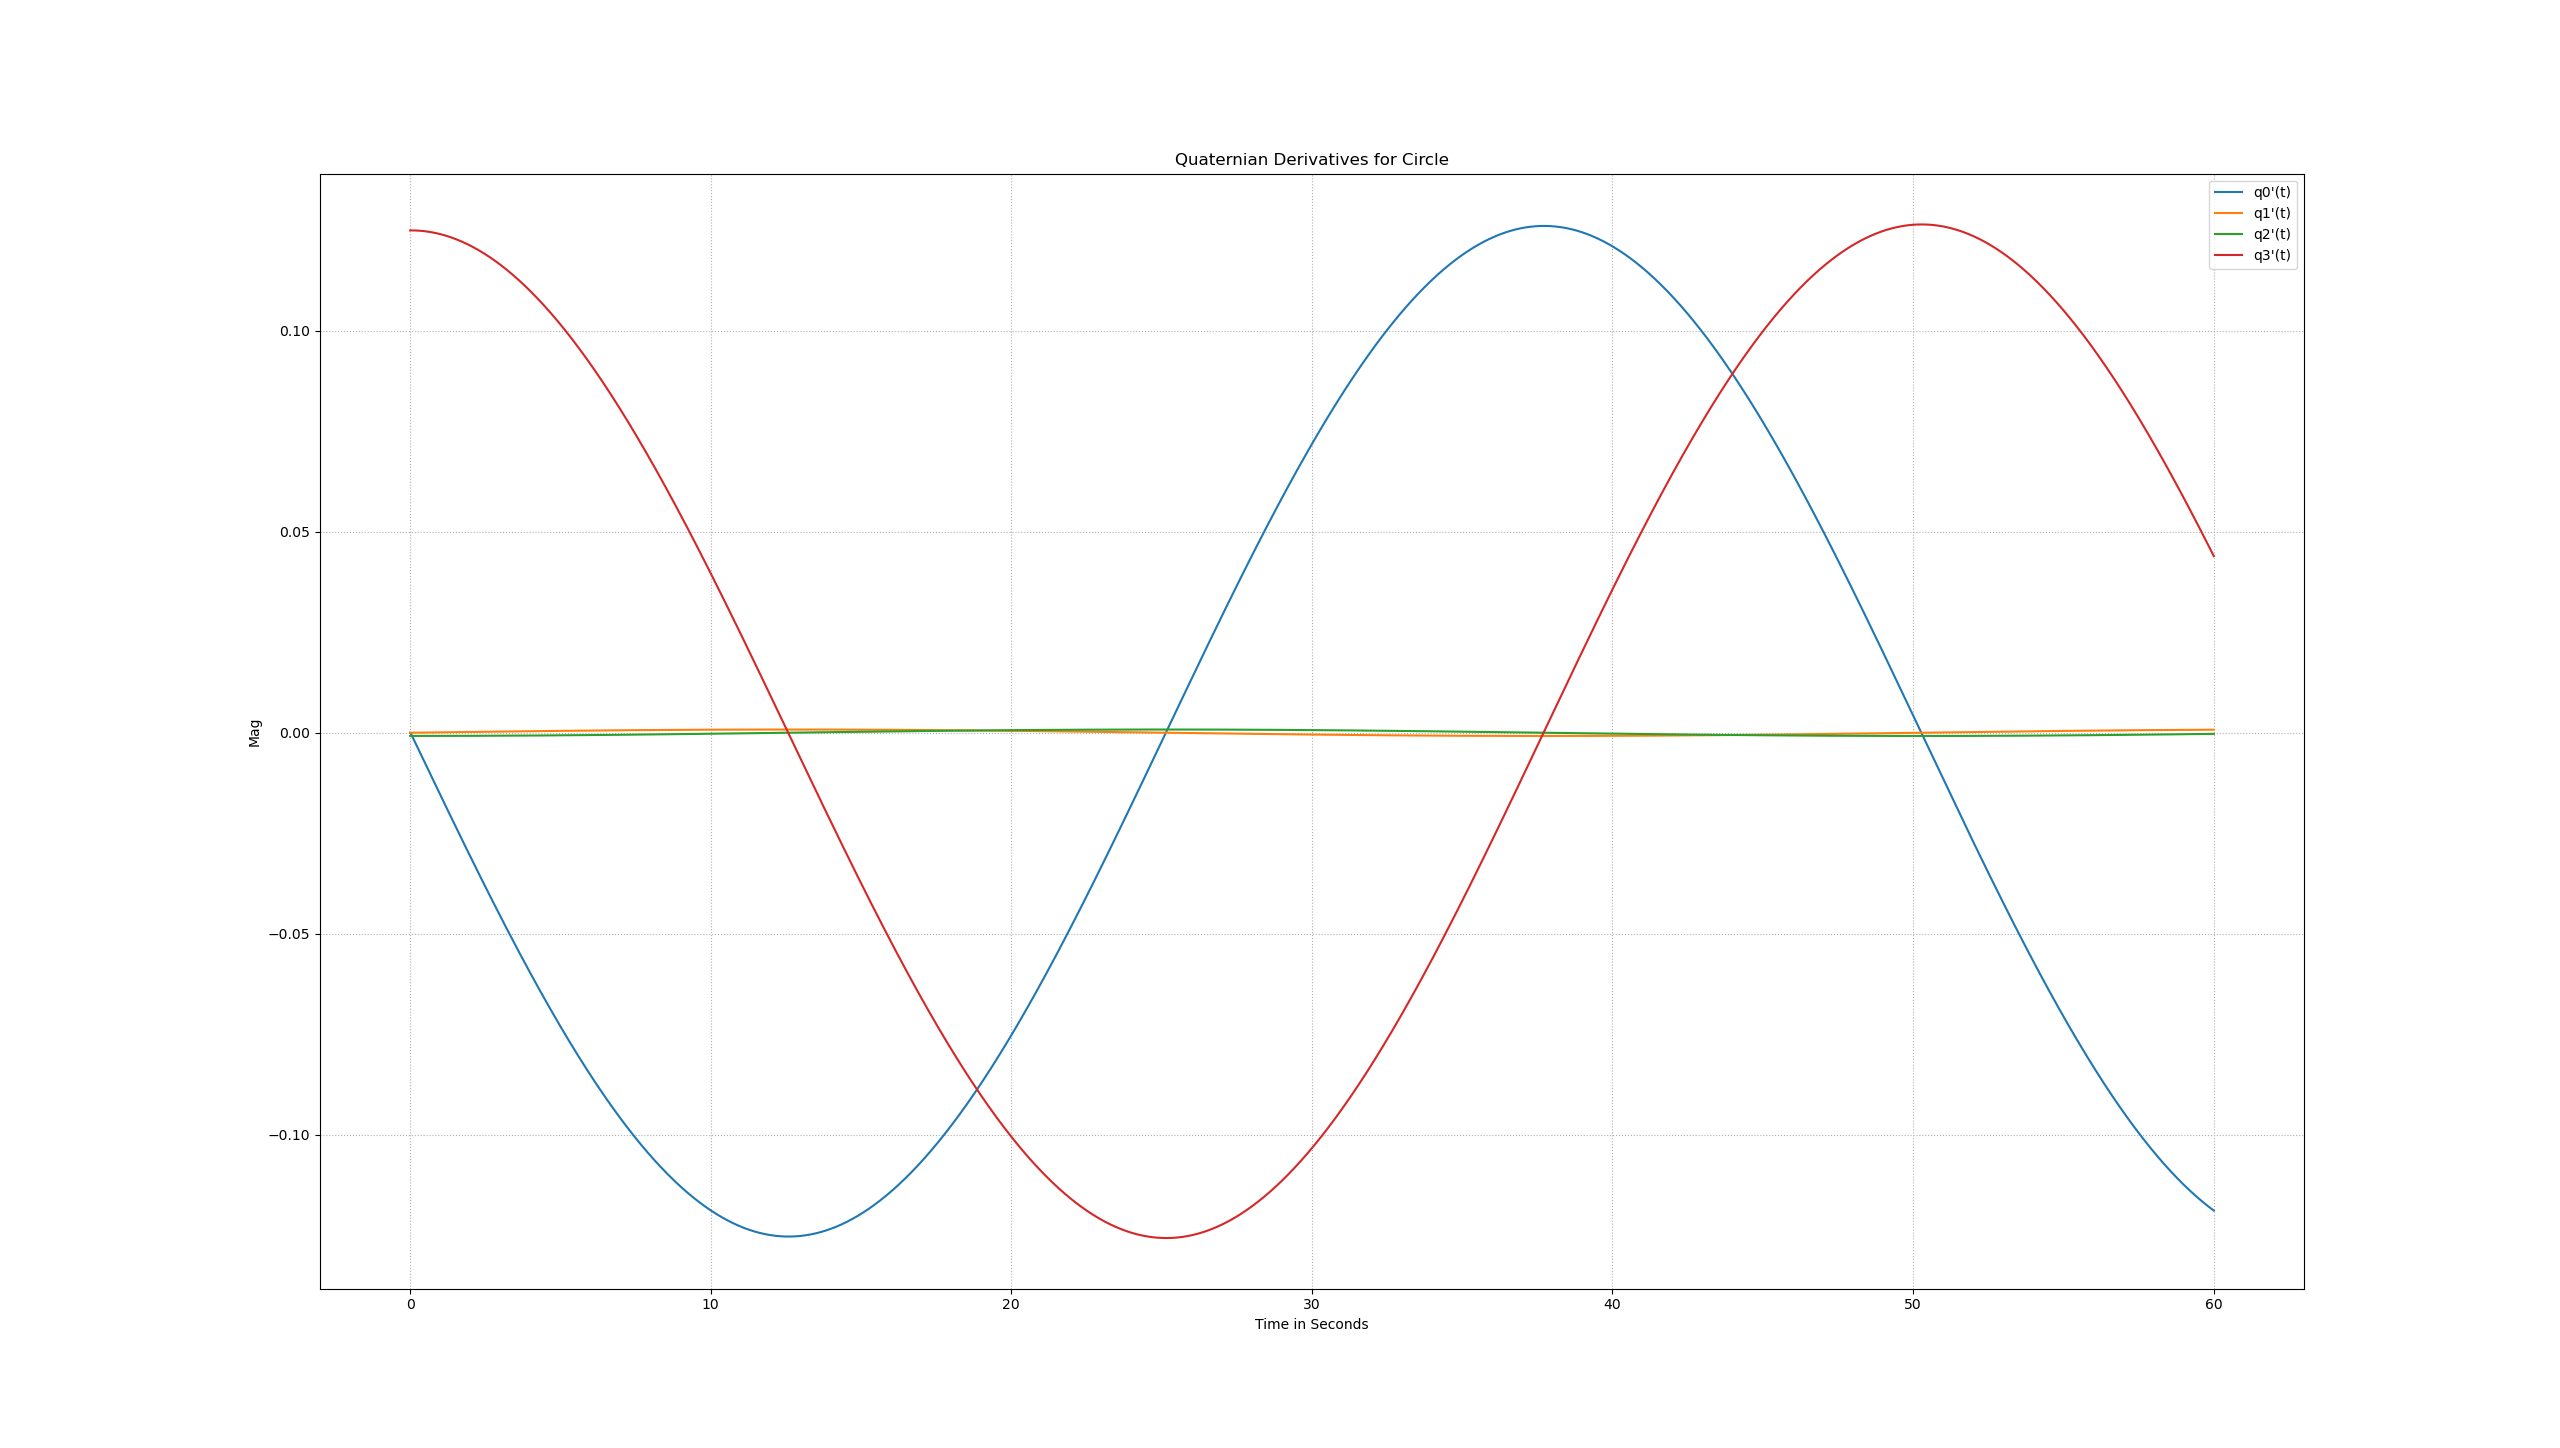 Quaternian Derivatives for Circle
q0'(t)
q1'(t)
q2'(t)
q3'(t)
0.10
0.05
0.00
−0.05
−0.10
Mag
0 10 20 30 40 50 60
Time in Seconds